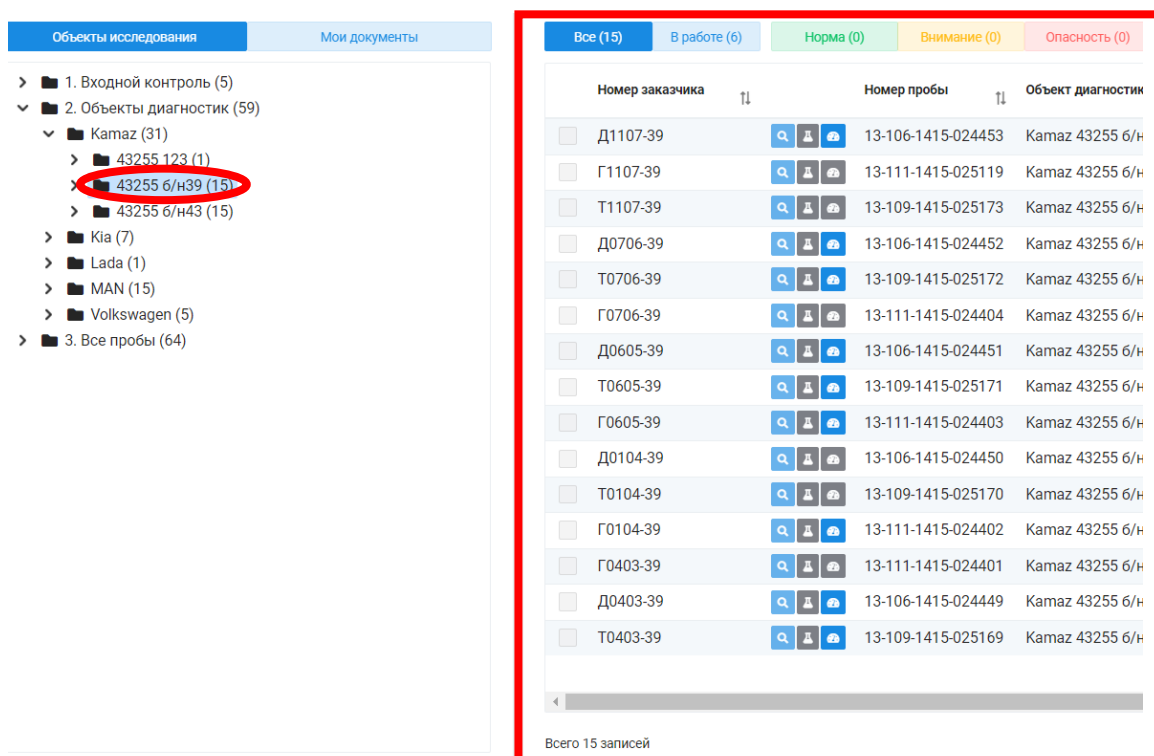 Объекты исследования
Мои документы
1. Входной контроль (5)
2. Объекты диагностик (59)
Kamaz (31)
43255 123 (1)
43255 б/н39 (15)
43255 б/н43 (15)
Kia (7)
Lada (1)
MAN (15)
Volkswagen (5)
3. Все пробы (64)
Все (15) В работе (6) Норма (0) Внимание (0) Опасность (0)
Номер заказчика Номер пробы Объект диагностик
Д1107-39 13-106-1415-024453 Kamaz 43255 б/н
Г1107-39 13-111-1415-025119 Kamaz 43255 б/н
Т1107-39 13-109-1415-025173 Kamaz 43255 б/н
Д0706-39 13-106-1415-024452 Kamaz 43255 б/н
Т0706-39 13-109-1415-025172 Kamaz 43255 б/н
Г0706-39 13-111-1415-024404 Kamaz 43255 б/н
Д0605-39 13-106-1415-024451 Kamaz 43255 б/н
Т0605-39 13-109-1415-025171 Kamaz 43255 б/н
Г0605-39 13-111-1415-024403 Kamaz 43255 б/н
Д0104-39 13-106-1415-024450 Kamaz 43255 б/н
Т0104-39 13-109-1415-025170 Kamaz 43255 б/н
Г0104-39 13-111-1415-024402 Kamaz 43255 б/н
Г0403-39 13-111-1415-024401 Kamaz 43255 б/н
Д0403-39 13-106-1415-024449 Kamaz 43255 б/н
Т0403-39 13-109-1415-025169 Kamaz 43255 б/н
Всего 15 записей